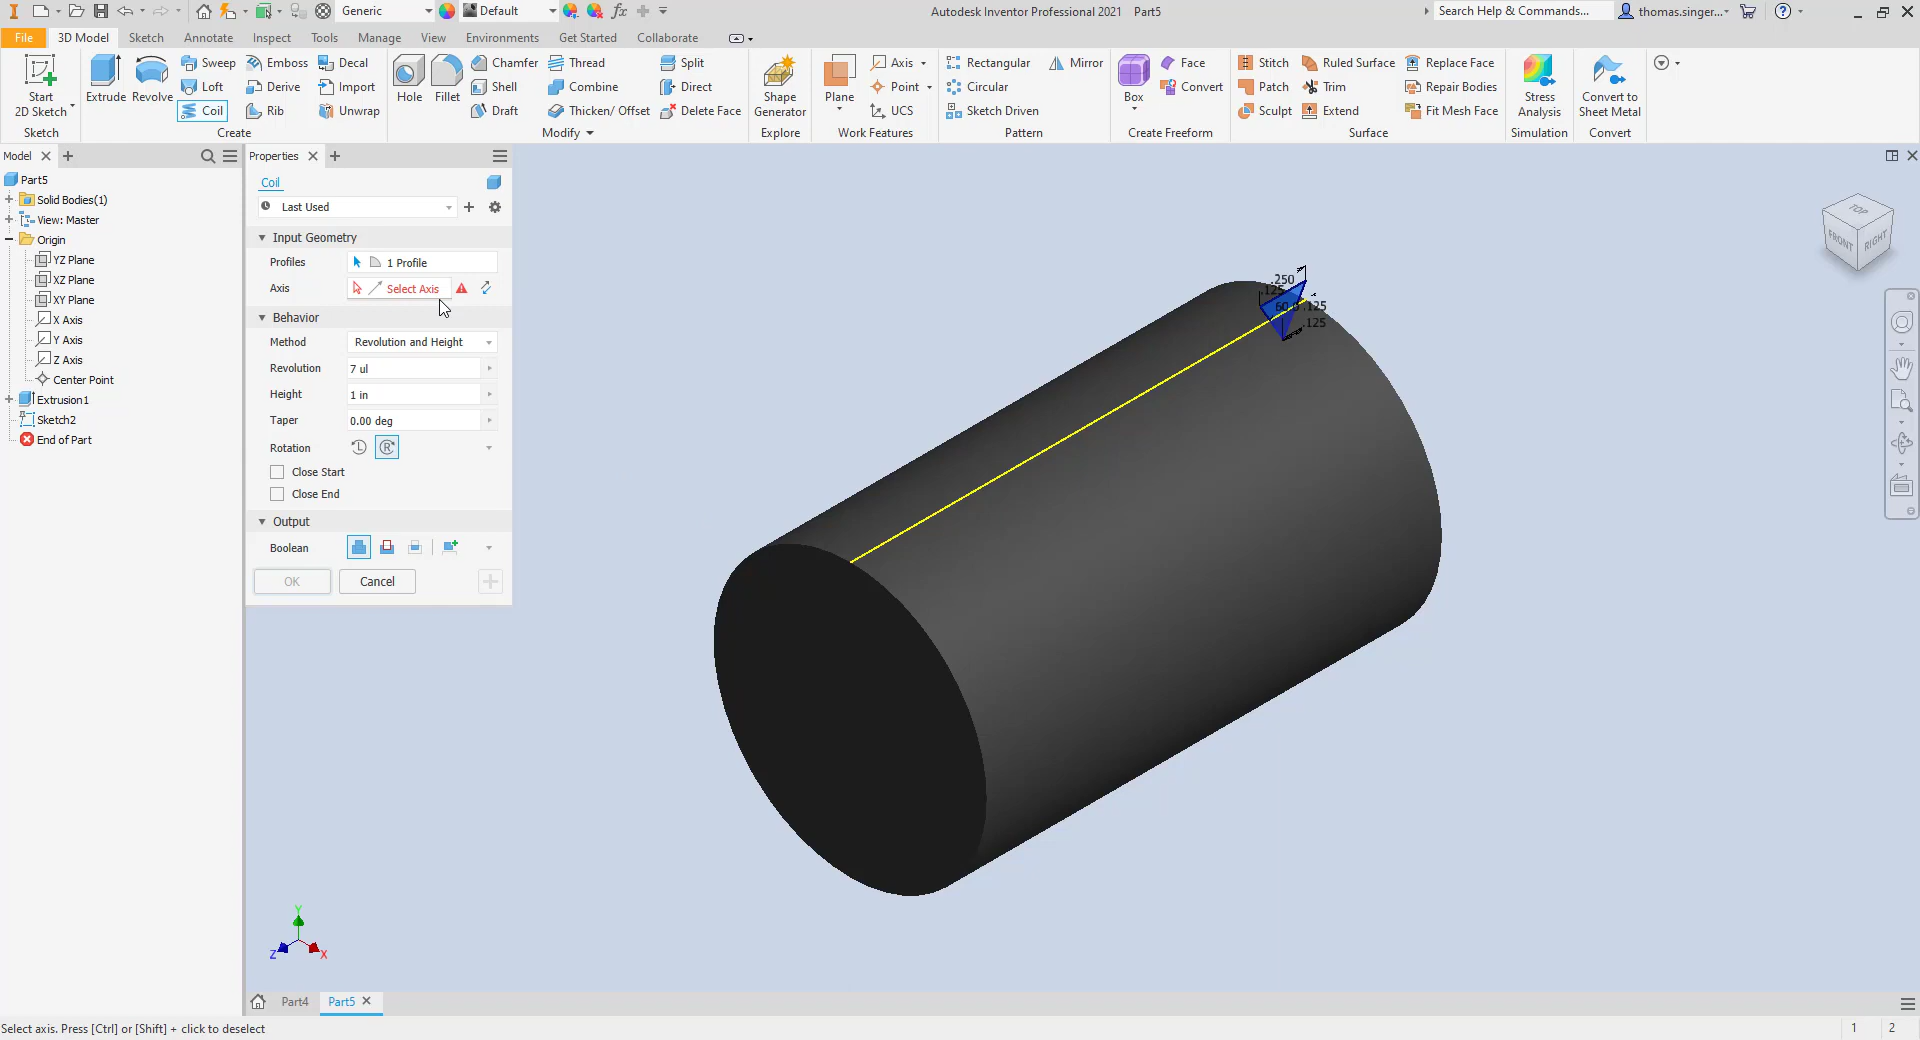 Generic
Default
Autodesk Inventor Professional 2021 Part5
Search Help & Commands...
thomas.singer...
File 3D Model Sketch Annotate Inspect Tools Manage View Environments Get Started Collaborate
Start
2D Sketch
Extrude
Revolve
Sweep
Loft
Coil
Emboss
Derive
Rib
Decal
Import
Unwrap
Hole
Fillet
Chamfer
Shell
Draft
Thread
Combine
Thicken/ Offset
Split
Direct
Delete Face
Shape
Generator
Plane
Axis
Point
UCS
Rectangular
Circular
Sketch Driven
Mirror
Box
Face
Convert
Stitch
Patch
Sculpt
Ruled Surface
Trim
Extend
Replace Face
Repair Bodies
Fit Mesh Face
Stress
Analysis
Convert to
Sheet Metal
Sketch Create Modify Explore Work Features Pattern Create Freeform Surface Simulation Convert
Model
Part5
Solid Bodies(1)
View: Master
Origin
YZ Plane
XZ Plane
XY Plane
X Axis
Y Axis
Z Axis
Center Point
Extrusion1
Sketch2
End of Part
Properties
Coil
Last Used
Input Geometry
Profiles 1 Profile
Axis Select Axis
Behavior
Method Revolution and Height
Revolution 7 ul
Height 1 in
Taper 0.00 deg
Rotation
Close Start
Close End
Output
Boolean
OK Cancel
.250
.125
.125
.125
TOP
FRONT
RIGHT
Y
Z
X
Part4 Part5
Select axis. Press [Ctrl] or [Shift] + click to deselect
1 2